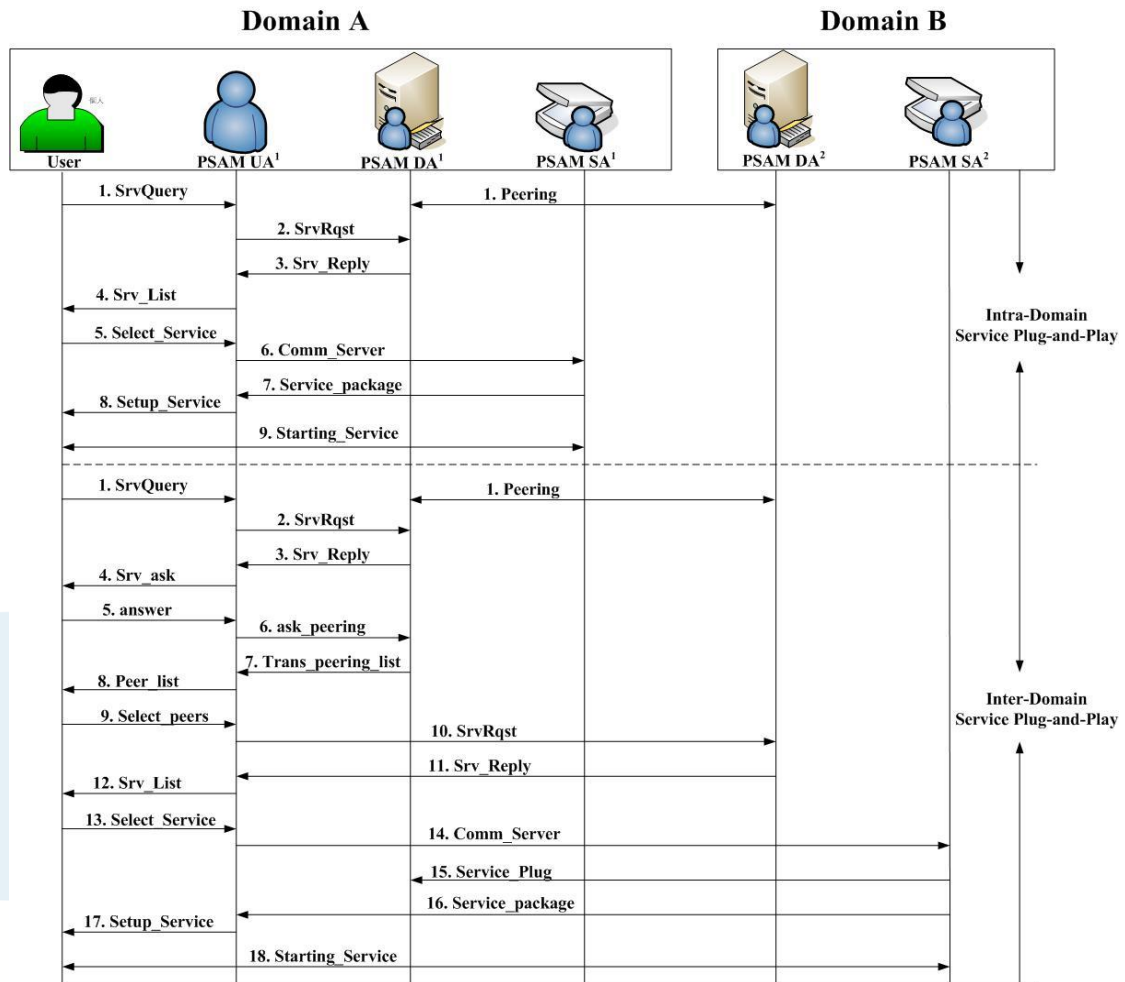 Domain A
Domain B
個人
User
PSAM UA¹
PSAM DA¹
PSAM SA¹
PSAM DA²
PSAM SA²
1. SrvQuery
1. Peering
2. SrvRqst
3. Srv_Reply
4. Srv_List
5. Select_Service
6. Comm_Server
7. Service_package
8. Setup_Service
9. Starting_Service
Intra-Domain
Service Plug-and-Play
1. SrvQuery
1. Peering
2. SrvRqst
3. Srv_Reply
4. Srv_ask
5. answer
6. ask_peering
7. Trans_peering_list
8. Peer_list
9. Select_peers
10. SrvRqst
11. Srv_Reply
12. Srv_List
13. Select_Service
14. Comm_Server
15. Service_Plug
16. Service_package
17. Setup_Service
18. Starting_Service
Inter-Domain
Service Plug-and-Play